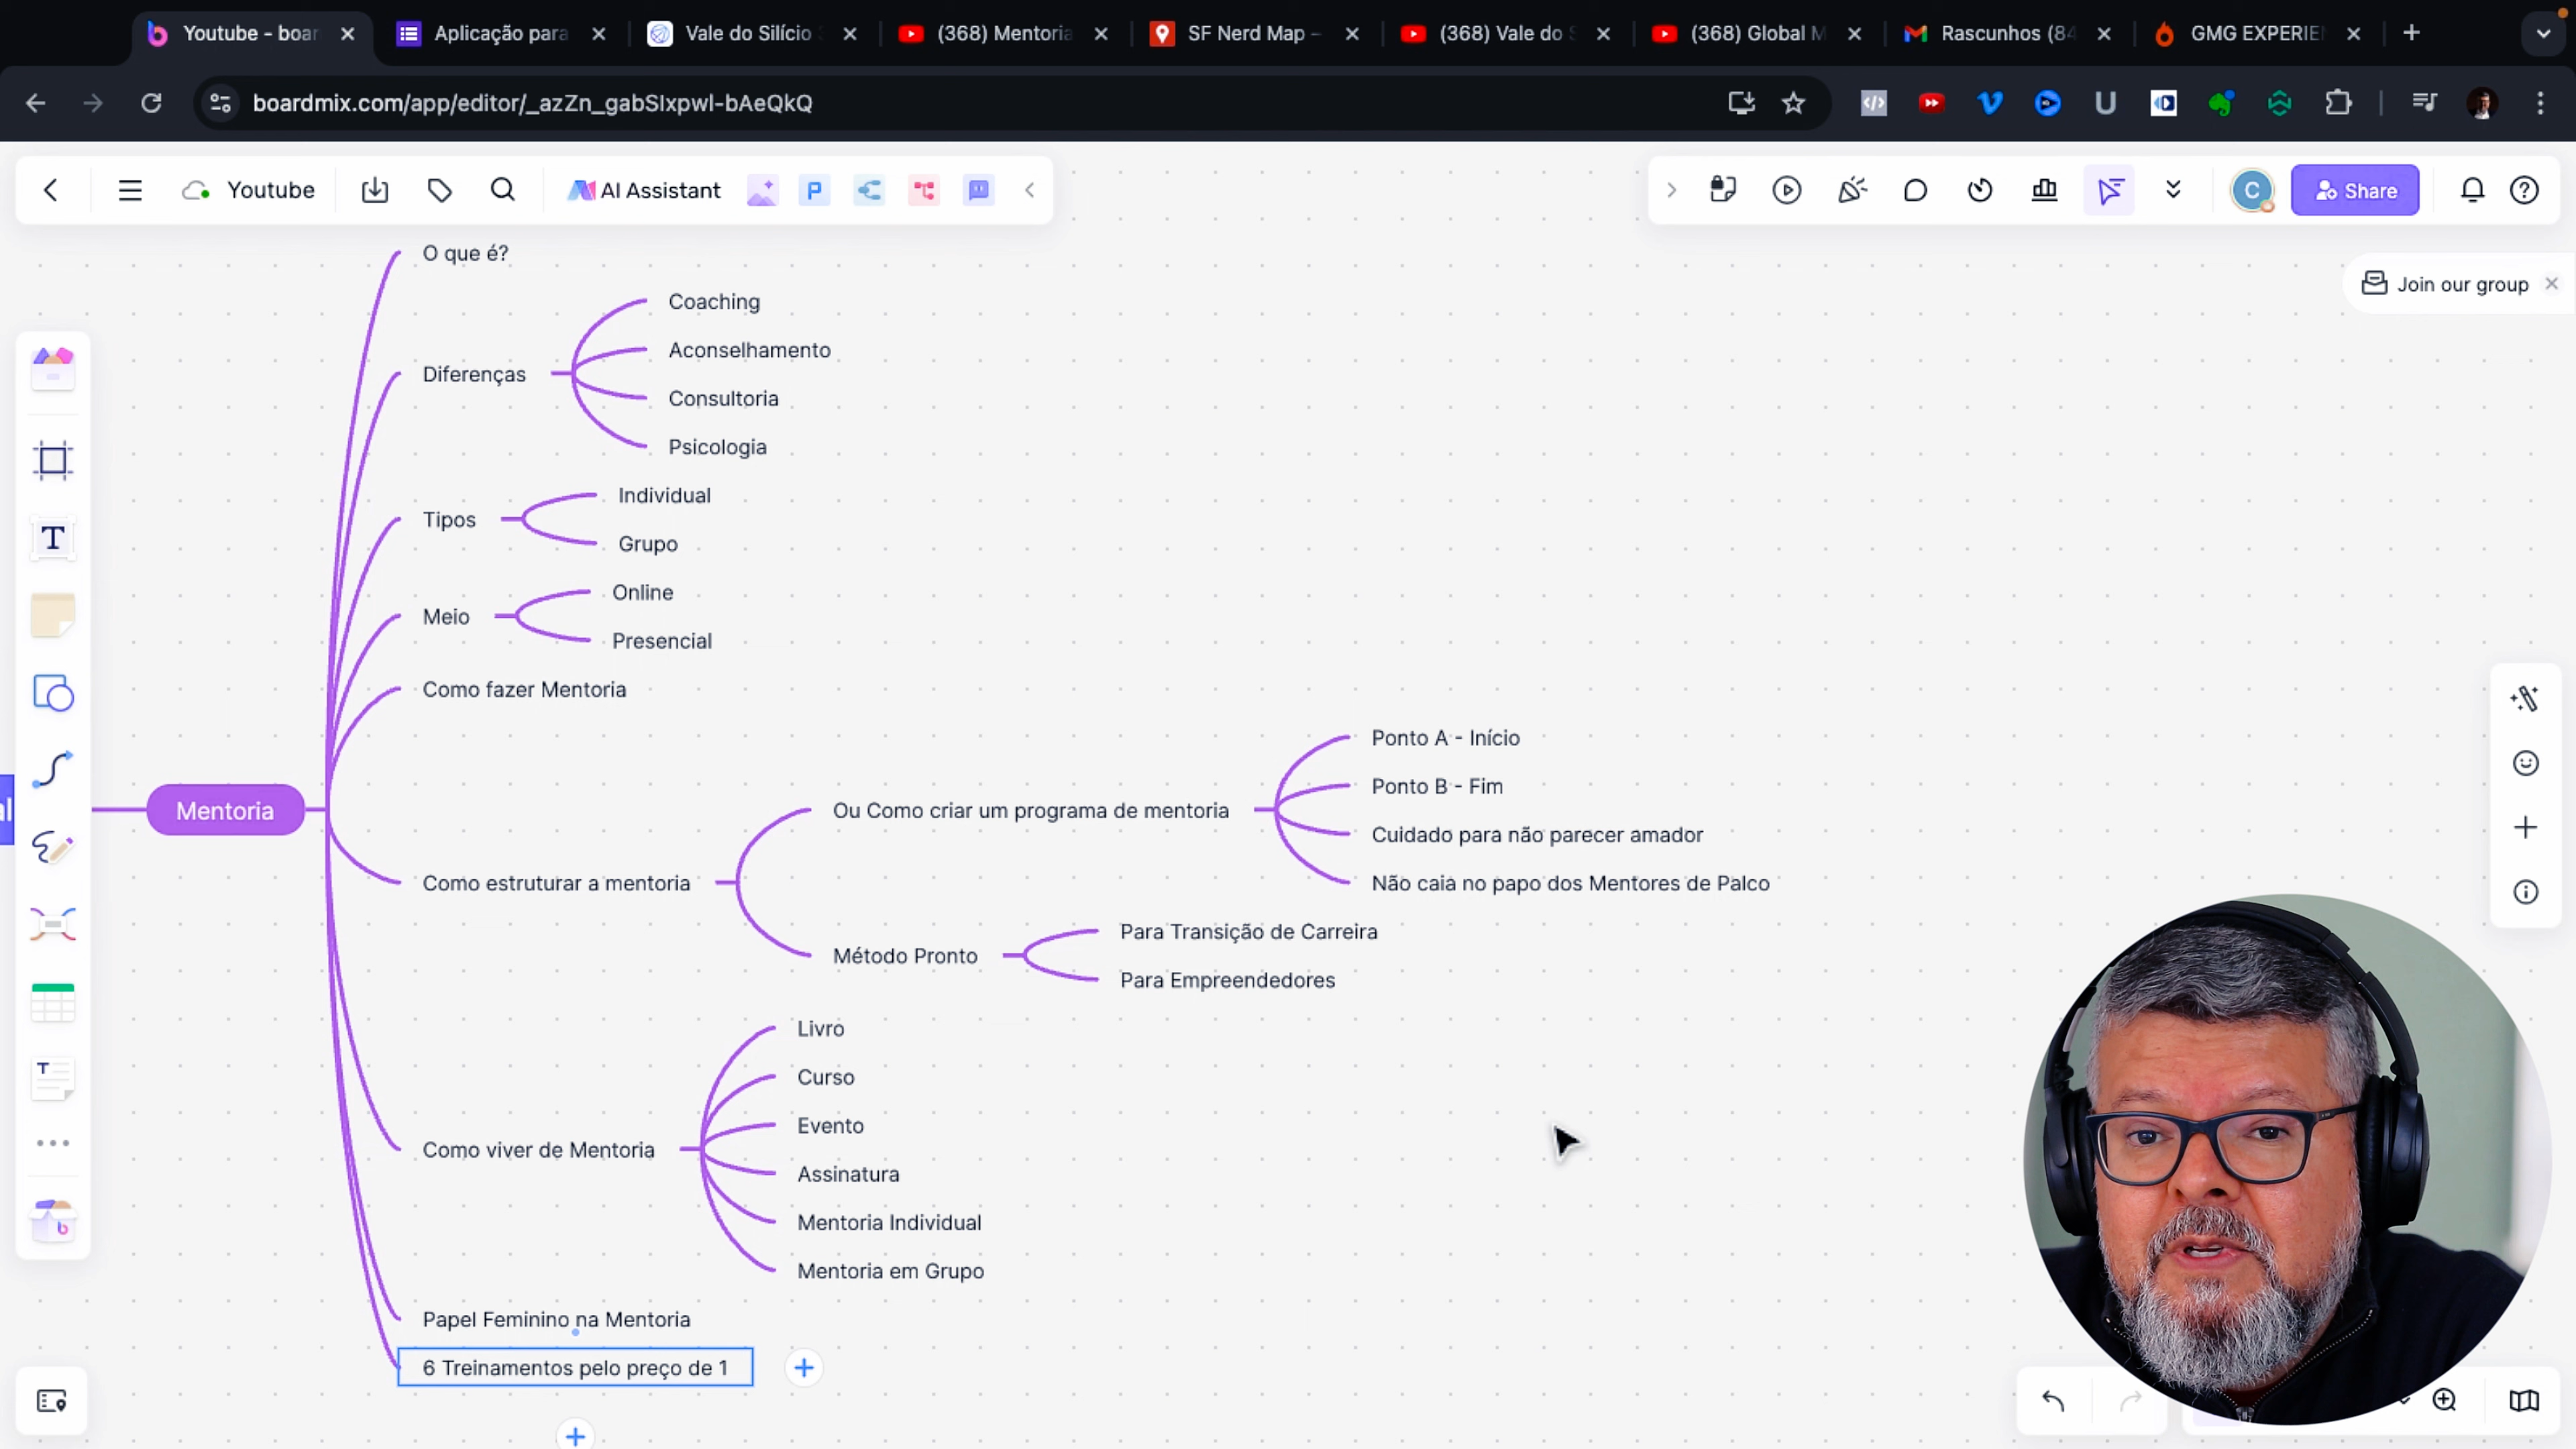 Youtube - boar
Aplicação para
Vale do Silício
(368) Mentoria
SF Nerd Map -
(368) Vale do S
(368) Global M
Rascunhos (84
GMG EXPERIE
boardmix.com/app/editor/_azZn_gabSIxpwI-bAeQkQ
Youtube
AI Assistant
P
C
Share
Join our group
O que é?
Coaching
Aconselhamento
Diferenças
Consultoria
Psicologia
Individual
Tipos
Grupo
Online
Meio
Presencial
Como fazer Mentoria
Ponto A - Início
Ponto B - Fim
Mentoria
Ou Como criar um programa de mentoria
Cuidado para não parecer amador
Como estruturar a mentoria
Não caia no papo dos Mentores de Palco
Para Transição de Carreira
Método Pronto
Para Empreendedores
Livro
Curso
Evento
Como viver de Mentoria
Assinatura
Mentoria Individual
Mentoria em Grupo
Papel Feminino na Mentoria
6 Treinamentos pelo preço de 1